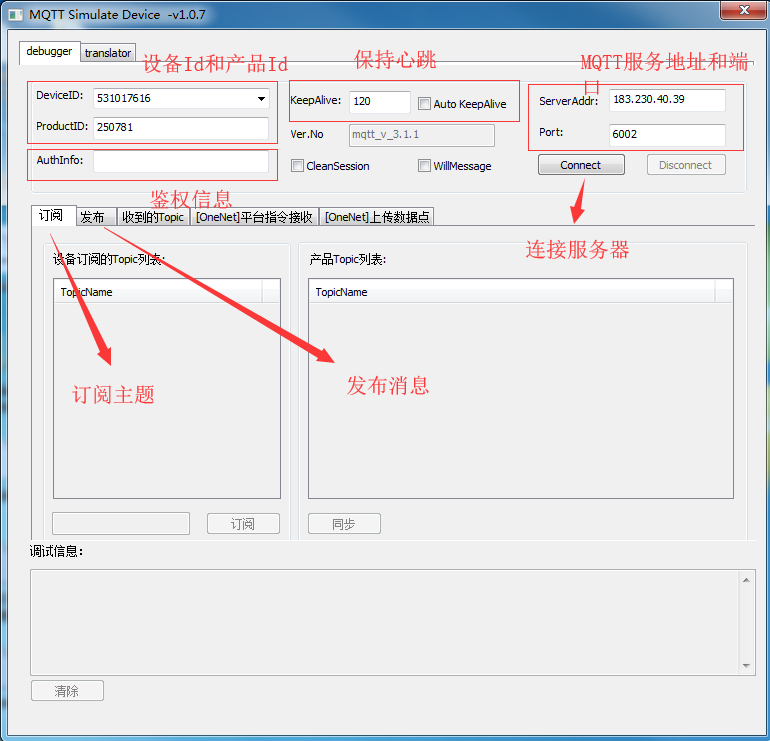 MQTT Simulate Device -v1.0.7
debugger translator
设备Id和产品Id
保持心跳
MQTT服务地址和端口
DeviceID: 531017616
KeepAlive: 120 Auto KeepAlive
ServerAddr: 183.230.40.39
ProductID: 250781
Ver.No mqtt_v_3.1.1
Port: 6002
AuthInfo:
CleanSession WillMessage
Connect Disconnect
鉴权信息
订阅 发布 收到的Topic [OneNet]平台指令接收 [OneNet]上传数据点
连接服务器
设备订阅的Topic列表:
产品Topic列表:
TopicName
TopicName
订阅主题
发布消息
订阅
同步
调试信息:
清除